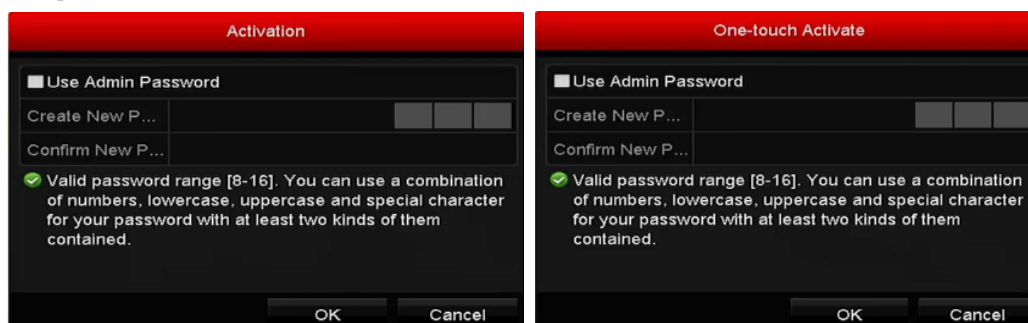 Activation
Use Admin Password
Create New P...
Confirm New P...
Valid password range [8-16]. You can use a combination
of numbers, lowercase, uppercase and special character
for your password with at least two kinds of them
contained.
OK
Cancel
One-touch Activate
Use Admin Password
Create New P...
Confirm New P...
Valid password range [8-16]. You can use a combination
of numbers, lowercase, uppercase and special character
for your password with at least two kinds of them
contained.
OK
Cancel